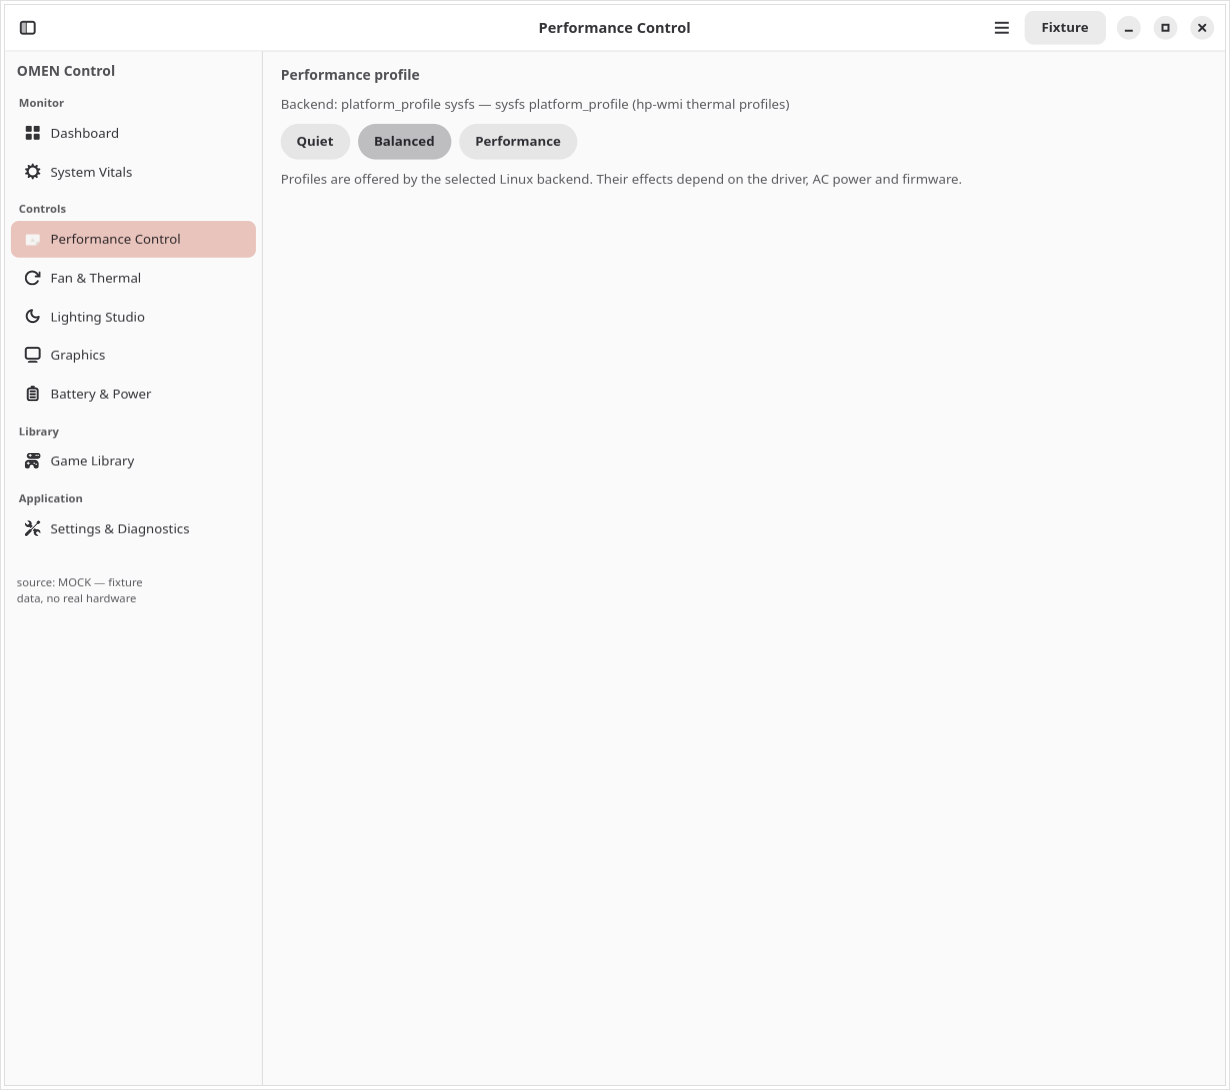 Performance Control
Fixture
OMEN Control
Monitor
Dashboard
System Vitals
Controls
Performance Control
Fan & Thermal
Lighting Studio
Graphics
Battery & Power
Library
Game Library
Application
Settings & Diagnostics
source: MOCK — fixture
data, no real hardware
Performance profile
Backend: platform_profile sysfs — sysfs platform_profile (hp-wmi thermal profiles)
Quiet Balanced Performance
Profiles are offered by the selected Linux backend. Their effects depend on the driver, AC power and firmware.